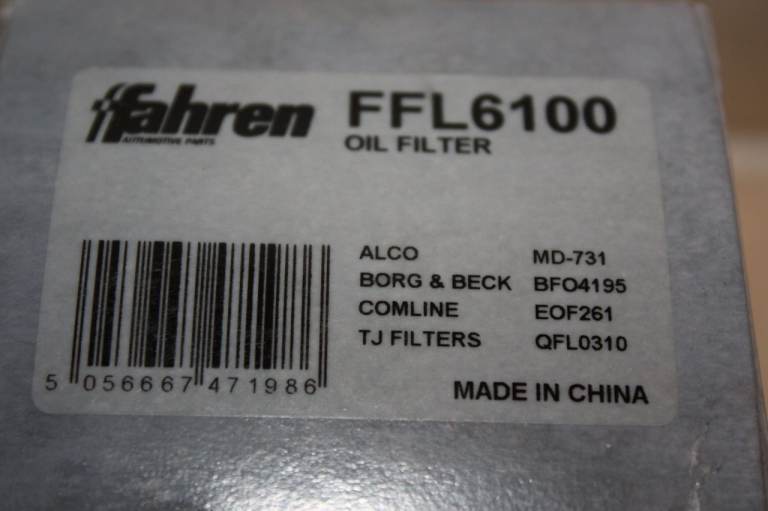 fahren FFL6100
AUTOMOTIVE PARTS
OIL FILTER
ALCO MD-731
BORG & BECK BFO4195
COMLINE EOF261
TJ FILTERS QFL0310
5 056667 471986
MADE IN CHINA